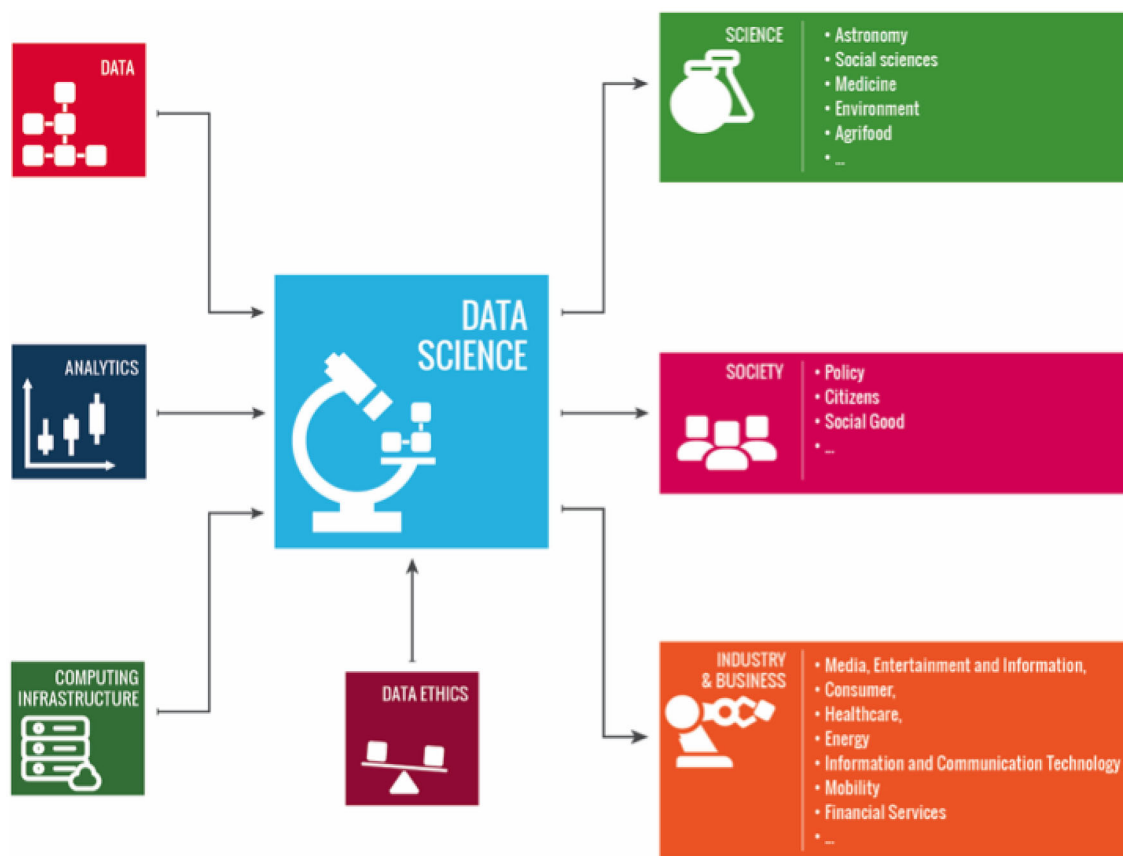 DATA
ANALYTICS
COMPUTING
INFRASTRUCTURE
DATA
SCIENCE
DATA ETHICS
SCIENCE
• Astronomy
• Social sciences
• Medicine
• Environment
• Agrifood
• ...
SOCIETY
• Policy
• Citizens
• Social Good
• ...
INDUSTRY
& BUSINESS
• Media, Entertainment and Information,
• Consumer,
• Healthcare,
• Energy
• Information and Communication Technology
• Mobility
• Financial Services
• ...